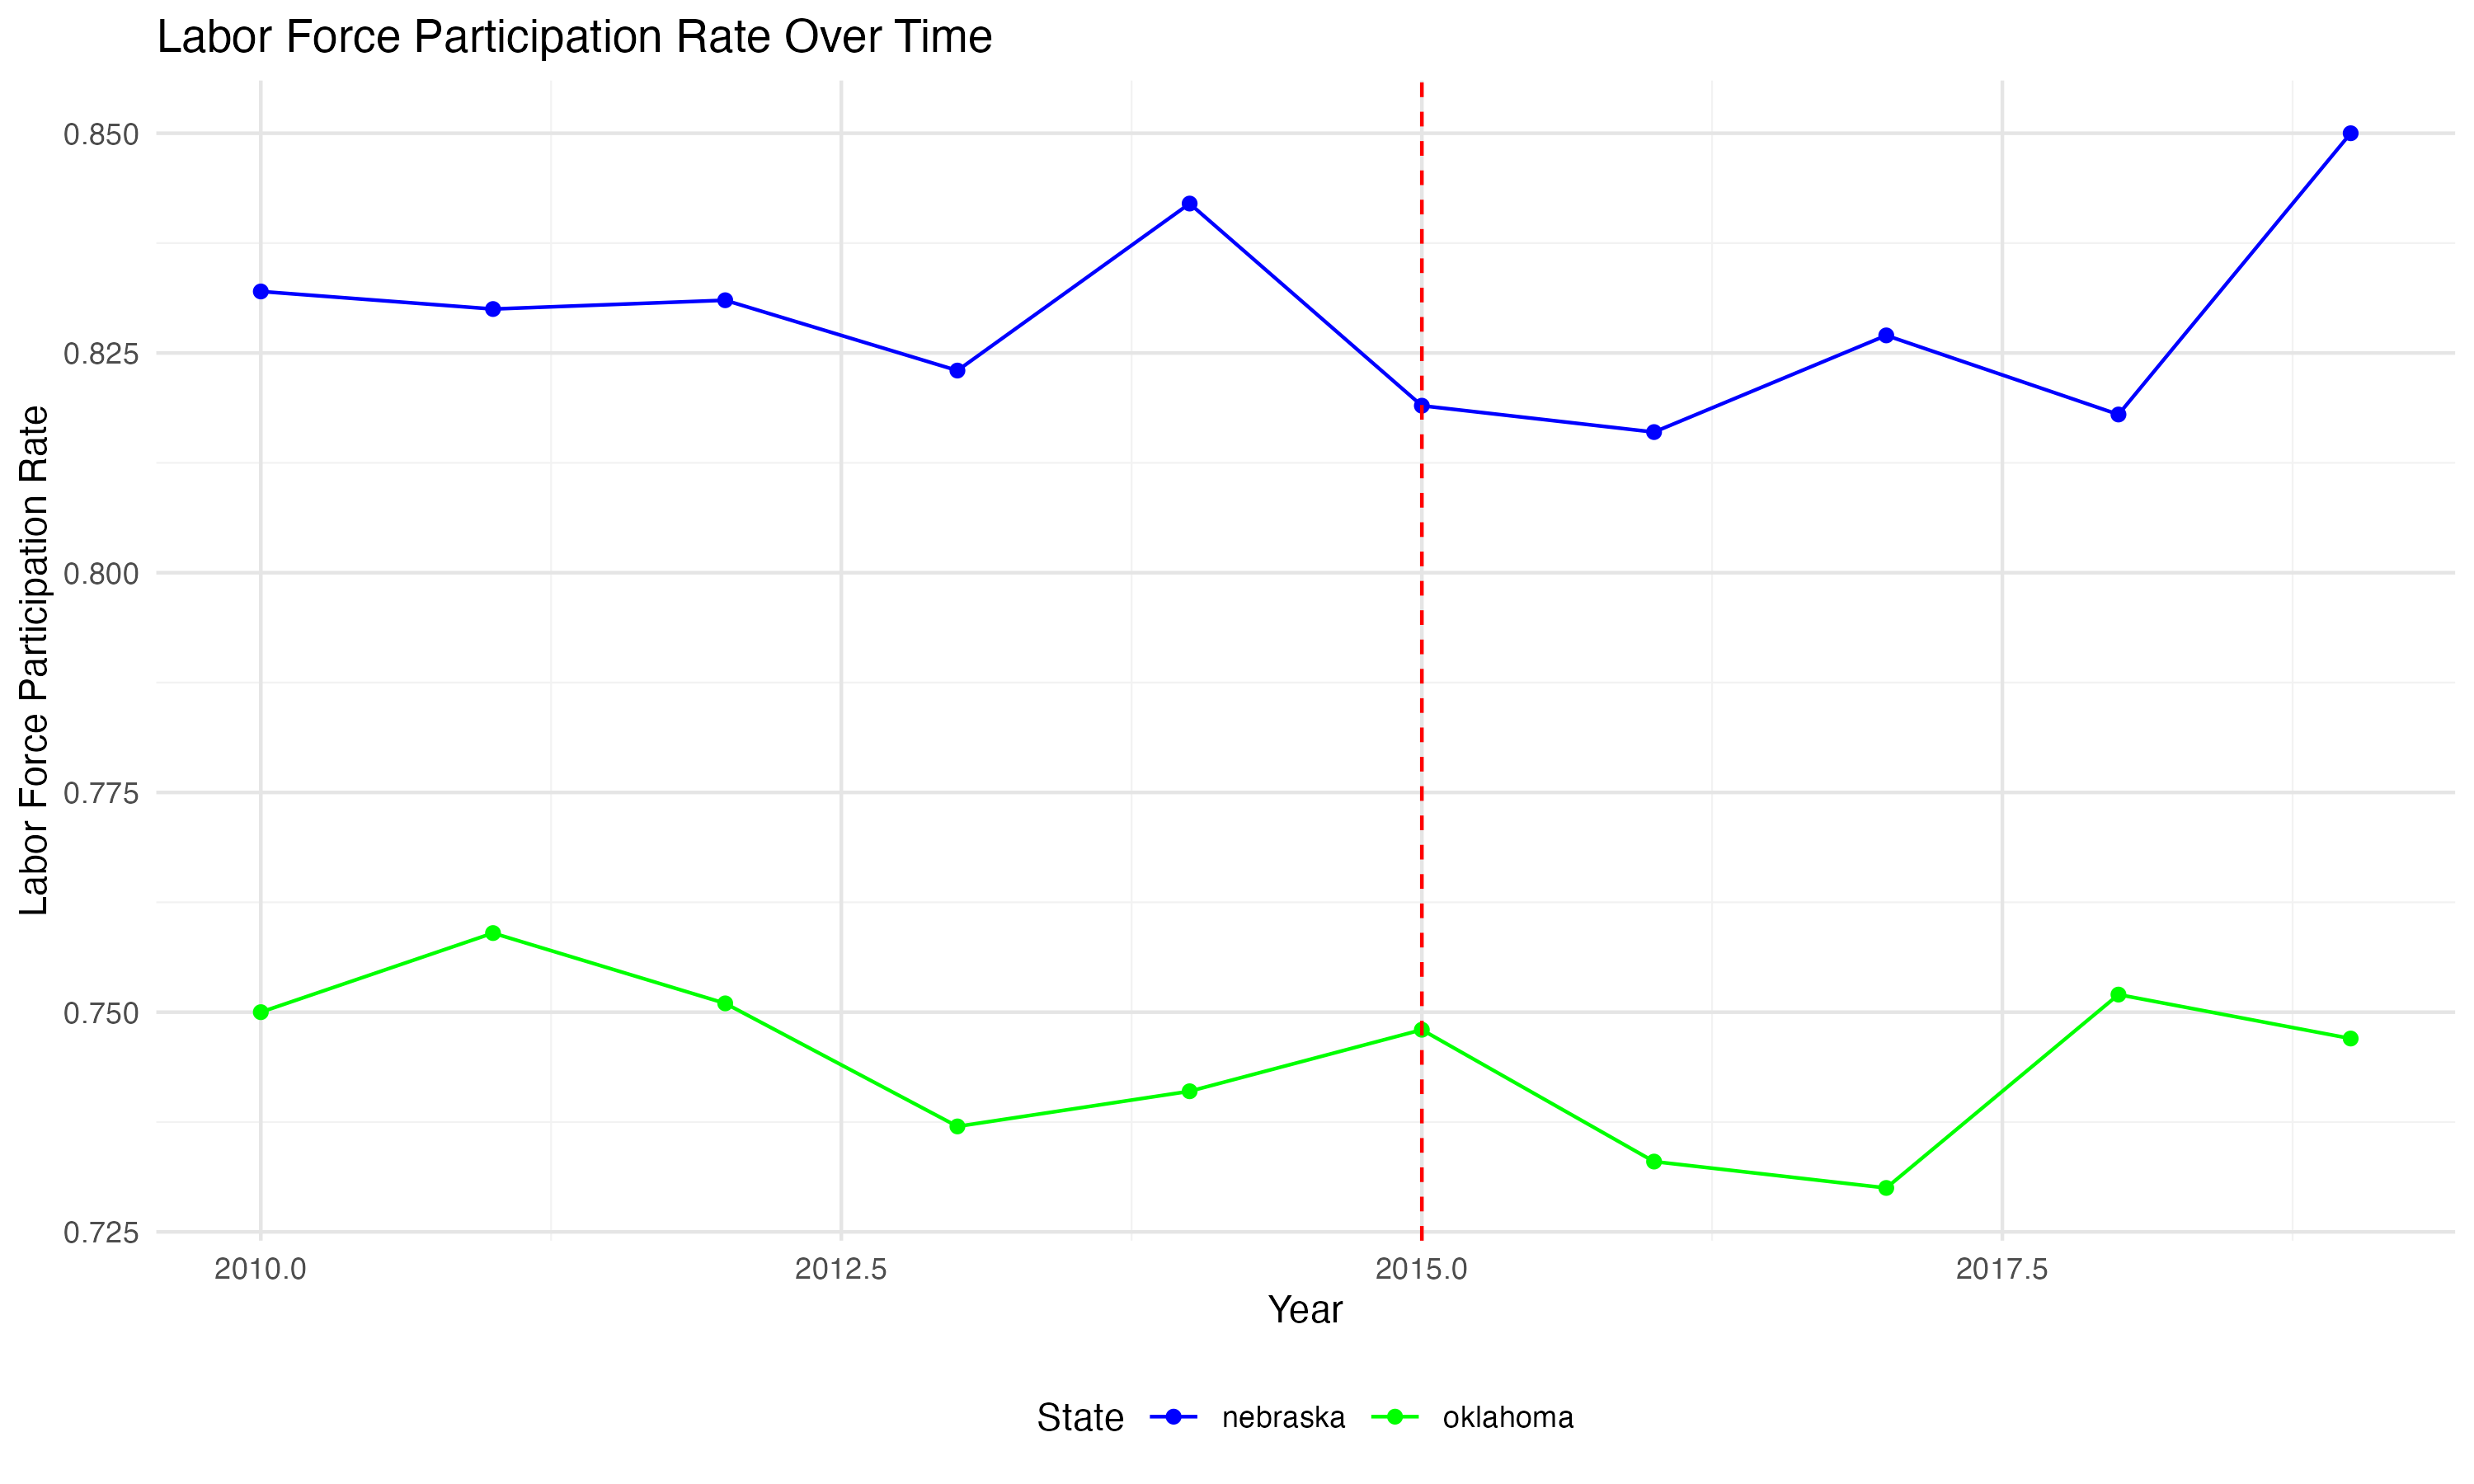 Labor Force Participation Rate Over Time
Labor Force Participation Rate
0.850
0.825
0.800
0.775
0.750
0.725
2010.0 2012.5 2015.0 2017.5
Year
State nebraska oklahoma